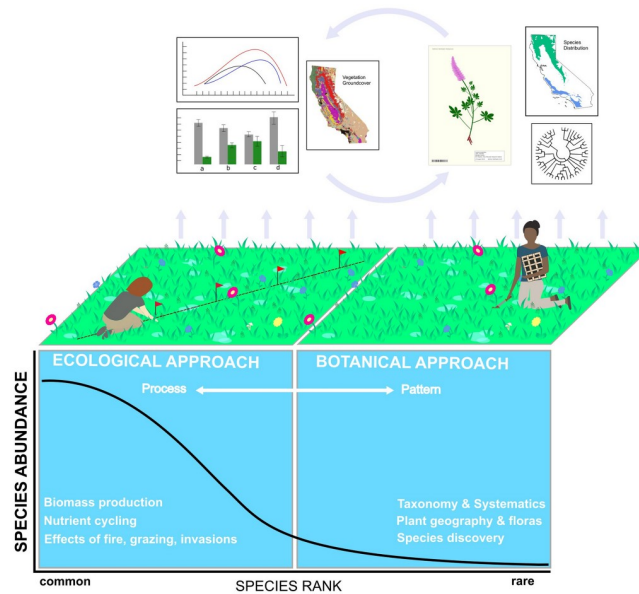 Vegetation
Groundcover
Species
Distribution
a b c d
ECOLOGICAL APPROACH
BOTANICAL APPROACH
Process
Pattern
Biomass production
Nutrient cycling
Effects of fire, grazing, invasions
Taxonomy & Systematics
Plant geography & floras
Species discovery
SPECIES ABUNDANCE
common
SPECIES RANK
rare